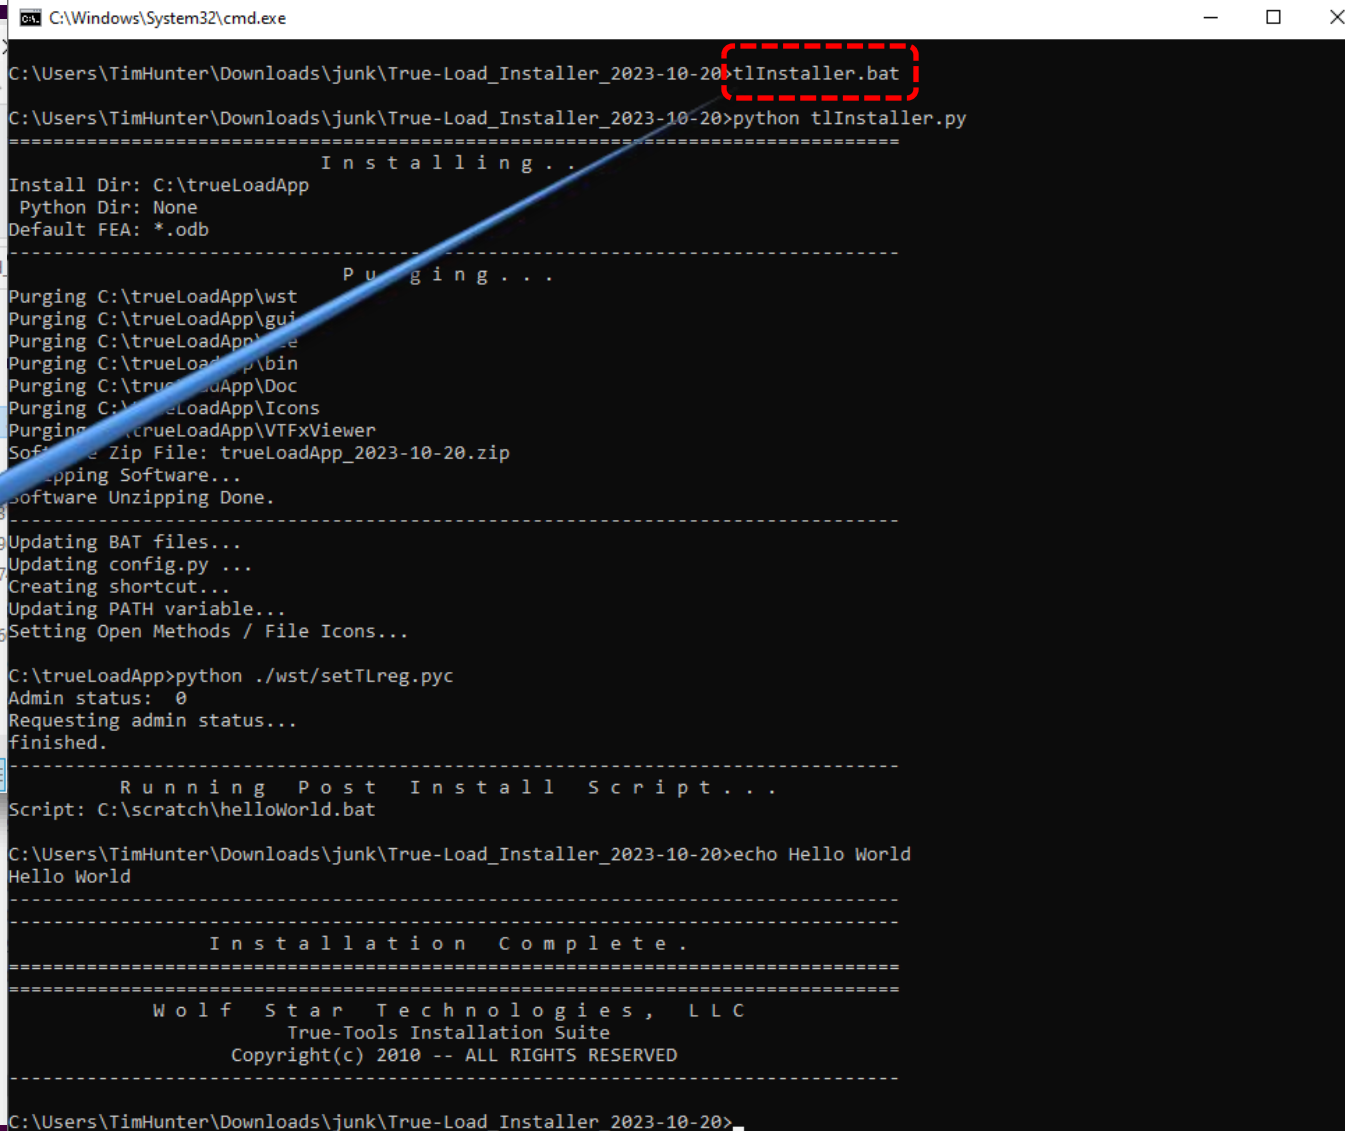 C:\Windows\System32\cmd.exe
C:\Users\TimHunter\Downloads\junk\True-Load_Installer_2023-10-20>tlInstaller.bat
C:\Users\TimHunter\Downloads\junk\True-Load_Installer_2023-10-20>python tlInstaller.py
================================================================================
I n s t a l l i n g . .
Install Dir: C:\trueLoadApp
Python Dir: None
Default FEA: *.odb
--------------------------------------------------------------------------------
P u g i n g . . .
Purging C:\trueLoadApp\wst
Purging C:\trueLoadApp\gui
Purging C:\trueLoadApp
Purging C:\trueLoadApp\bin
Purging C:\trueLoadApp\Doc
Purging C:\trueLoadApp\Icons
Purging C:\trueLoadApp\VTFxViewer
Software Zip File: trueLoadApp_2023-10-20.zip
Unzipping Software...
Software Unzipping Done.
--------------------------------------------------------------------------------
Updating BAT files...
Updating config.py ...
Creating shortcut...
Updating PATH variable...
Setting Open Methods / File Icons...
C:\trueLoadApp>python ./wst/setTLreg.pyc
Admin status:  0
Requesting admin status...
finished.
--------------------------------------------------------------------------------
R u n n i n g   P o s t   I n s t a l l   S c r i p t . . .
Script: C:\scratch\helloWorld.bat
C:\Users\TimHunter\Downloads\junk\True-Load_Installer_2023-10-20>echo Hello World
Hello World
--------------------------------------------------------------------------------
--------------------------------------------------------------------------------
I n s t a l l a t i o n   C o m p l e t e .
================================================================================
================================================================================
W o l f   S t a r   T e c h n o l o g i e s ,   L L C
True-Tools Installation Suite
Copyright(c) 2010 -- ALL RIGHTS RESERVED
--------------------------------------------------------------------------------
C:\Users\TimHunter\Downloads\junk\True-Load_Installer_2023-10-20>